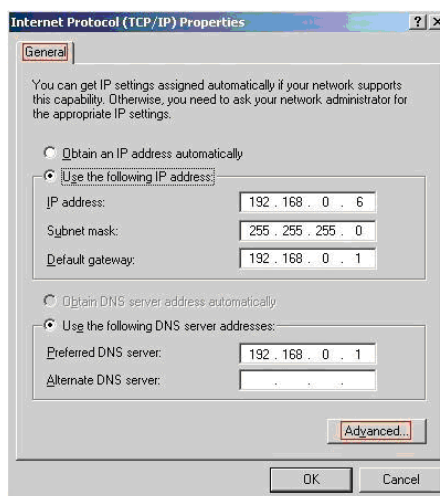 Internet Protocol (TCP/IP) Properties ? X
General
You can get IP settings assigned automatically if your network supports
this capability. Otherwise, you need to ask your network administrator for
the appropriate IP settings.
Obtain an IP address automatically
Use the following IP address:
IP address: 192 . 168 . 0 . 6
Subnet mask: 255 . 255 . 255 . 0
Default gateway: 192 . 168 . 0 . 1
Obtain DNS server address automatically
Use the following DNS server addresses:
Preferred DNS server: 192 . 168 . 0 . 1
Alternate DNS server: . . .
Advanced...
OK Cancel